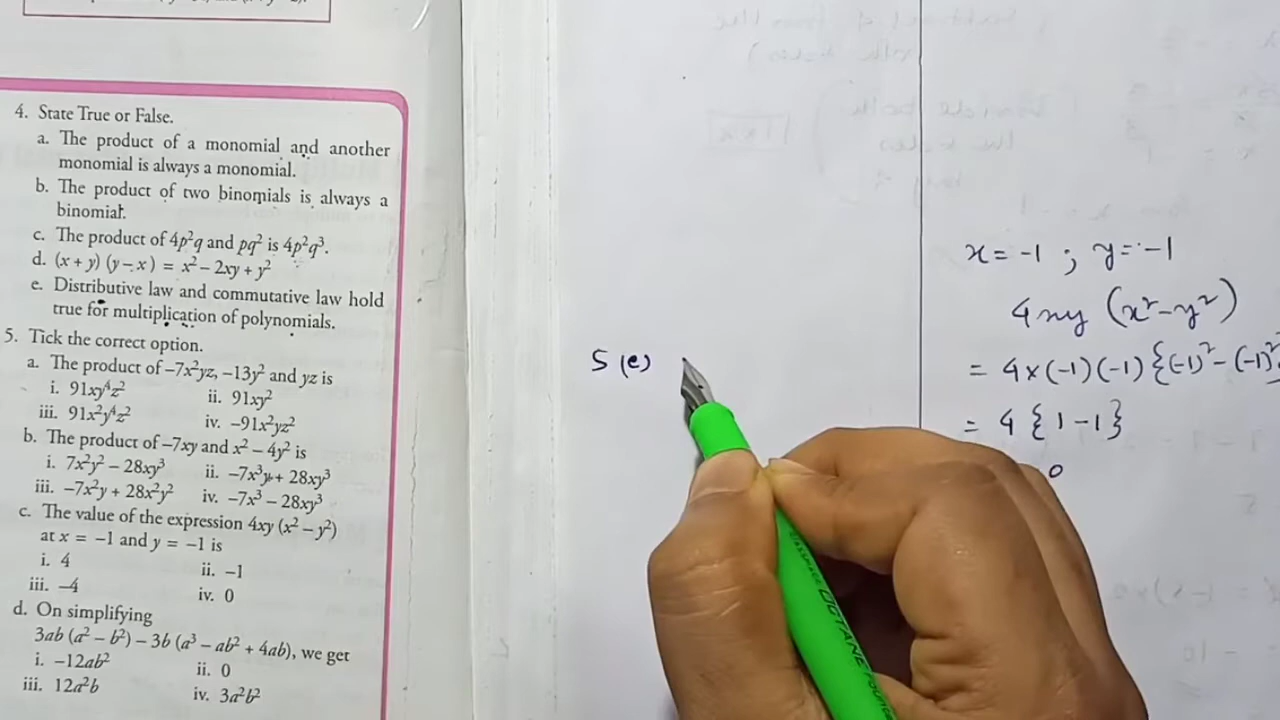 4. State True or False.
a. The product of a monomial and another
monomial is always a monomial.
b. The product of two binomials is always a
binomial.
c. The product of 4p²q and pq² is 4p²q³.
d. (x + y) (y – x) = x² – 2xy + y²
e. Distributive law and commutative law hold
true for multiplication of polynomials.
5. Tick the correct option.
a. The product of –7x²yz, –13y² and yz is
i. 91xy⁴z² ii. 91xy²
iii. 91x²y⁴z² iv. –91x²yz²
b. The product of –7xy and x² – 4y² is
i. 7x²y² – 28xy³ ii. –7x³y + 28xy³
iii. –7x²y + 28x²y² iv. –7x³ – 28xy³
c. The value of the expression 4xy (x² – y²)
at x = –1 and y = –1 is
i. 4 ii. –1
iii. –4 iv. 0
d. On simplifying
3ab (a² – b²) – 3b (a³ – ab² + 4ab), we get
i. –12ab² ii. 0
iii. 12a²b iv. 3a²b²
5 (e)
x = -1 ; y = -1
4xy (x² - y²)
= 4 × (-1) (-1) {(-1)² - (-1)²
= 4 { 1 - 1 }
0
CLASSMATE OCTANE